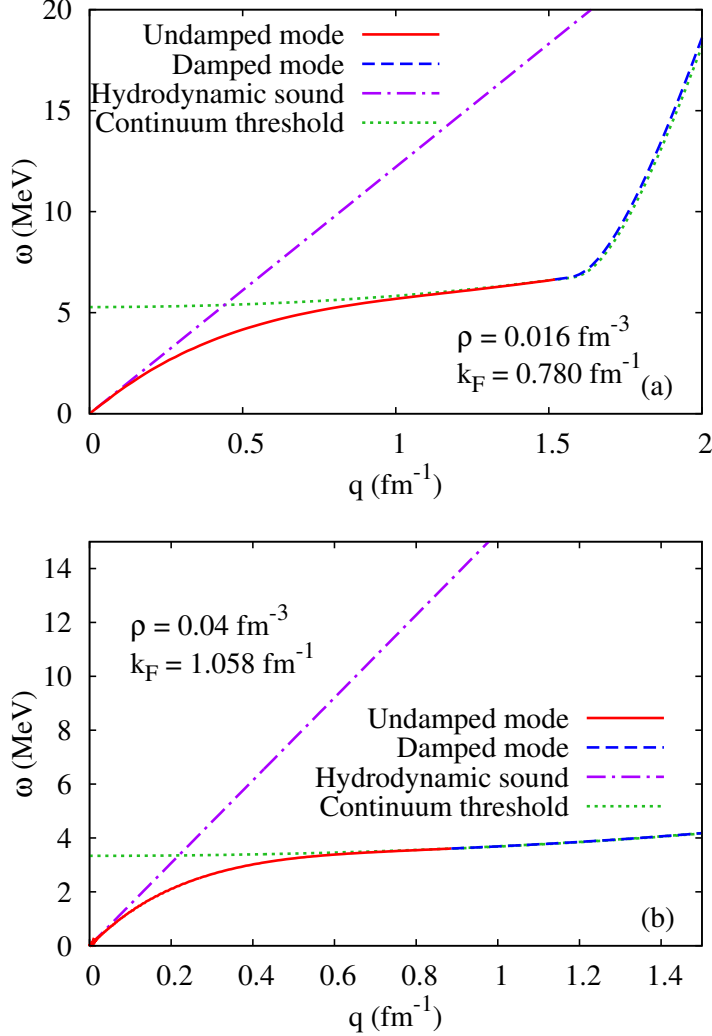 20
15
10
5
0
ω (MeV)
Undamped mode
Damped mode
Hydrodynamic sound
Continuum threshold
ρ = 0.016 fm⁻³
k_F = 0.780 fm⁻¹
(a)
0 0.5 1 1.5 2
q (fm⁻¹)
14
12
10
8
6
4
2
0
ω (MeV)
ρ = 0.04 fm⁻³
k_F = 1.058 fm⁻¹
Undamped mode
Damped mode
Hydrodynamic sound
Continuum threshold
(b)
0 0.2 0.4 0.6 0.8 1 1.2 1.4
q (fm⁻¹)